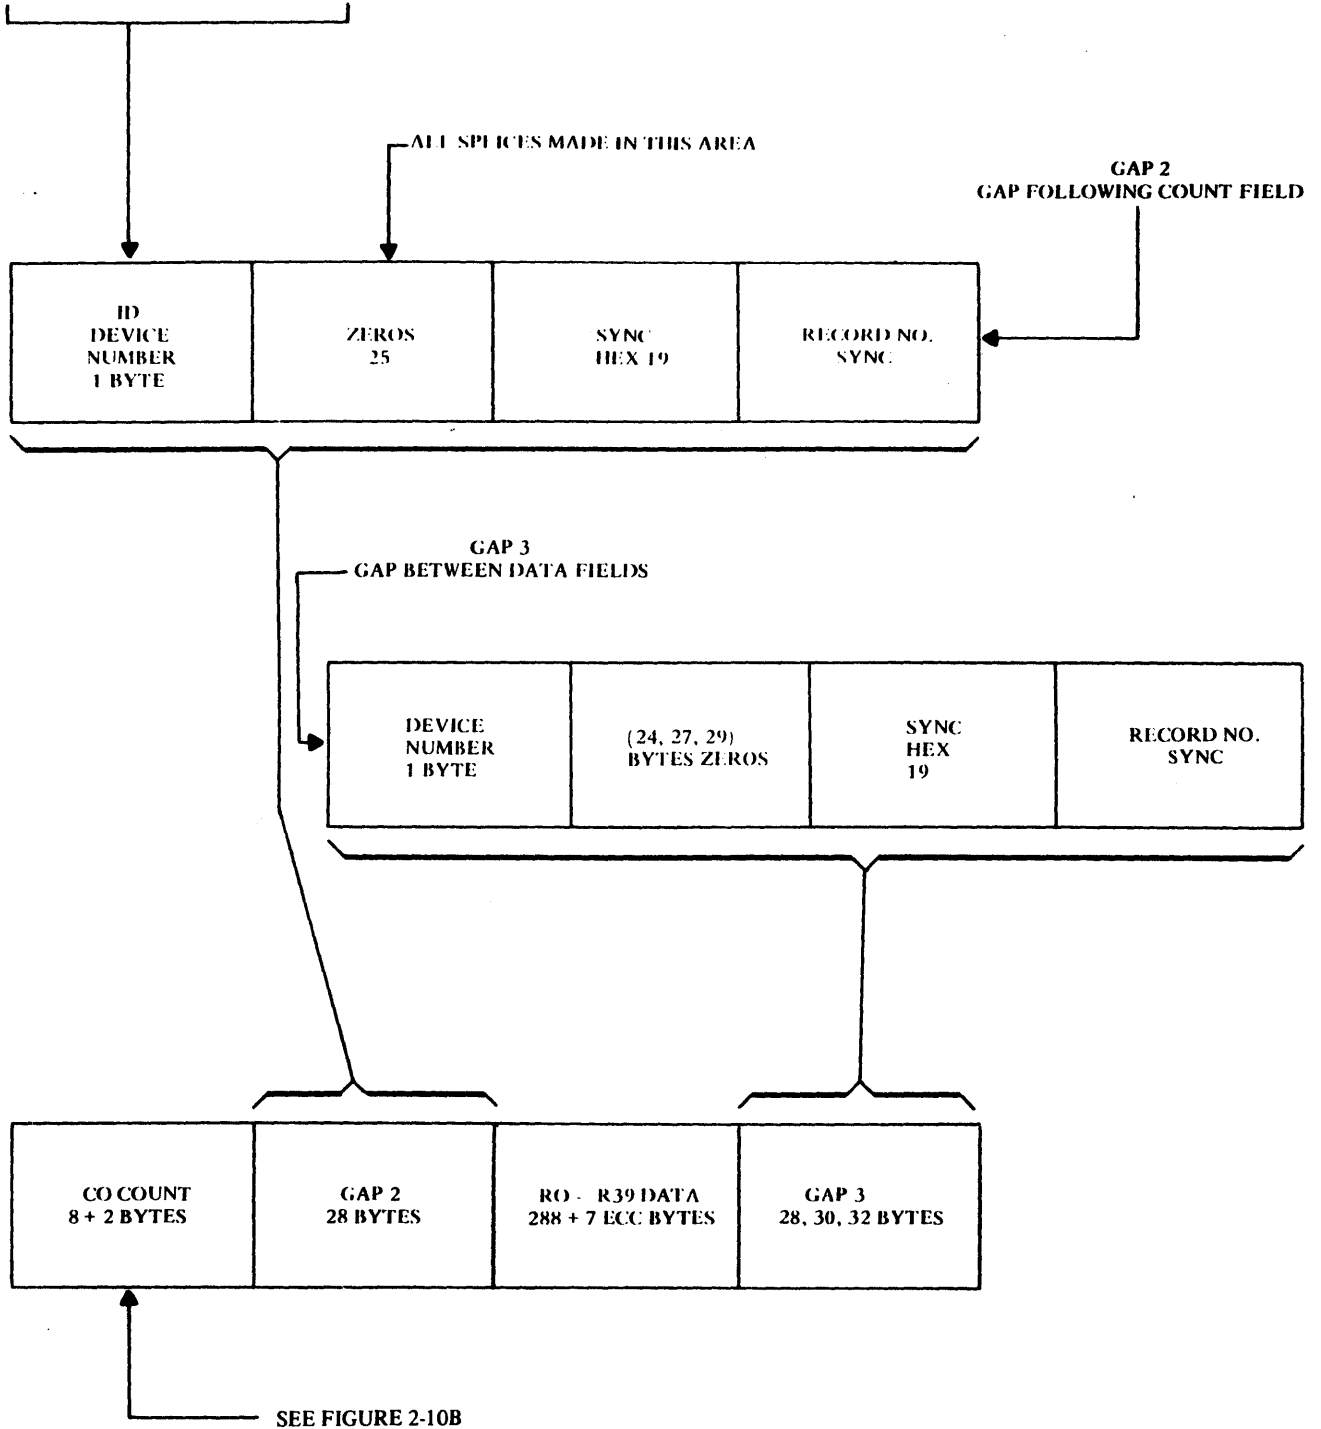 ALL SPLICES MADE IN THIS AREA
GAP 2
GAP FOLLOWING COUNT FIELD
ID
DEVICE
NUMBER
1 BYTE
ZEROS
25
SYNC
HEX 19
RECORD NO.
SYNC
GAP 3
GAP BETWEEN DATA FIELDS
DEVICE
NUMBER
1 BYTE
(24, 27, 29)
BYTES ZEROS
SYNC
HEX
19
RECORD NO.
SYNC
CO COUNT
8 + 2 BYTES
GAP 2
28 BYTES
RO - R39 DATA
288 + 7 ECC BYTES
GAP 3
28, 30, 32 BYTES
SEE FIGURE 2-10B